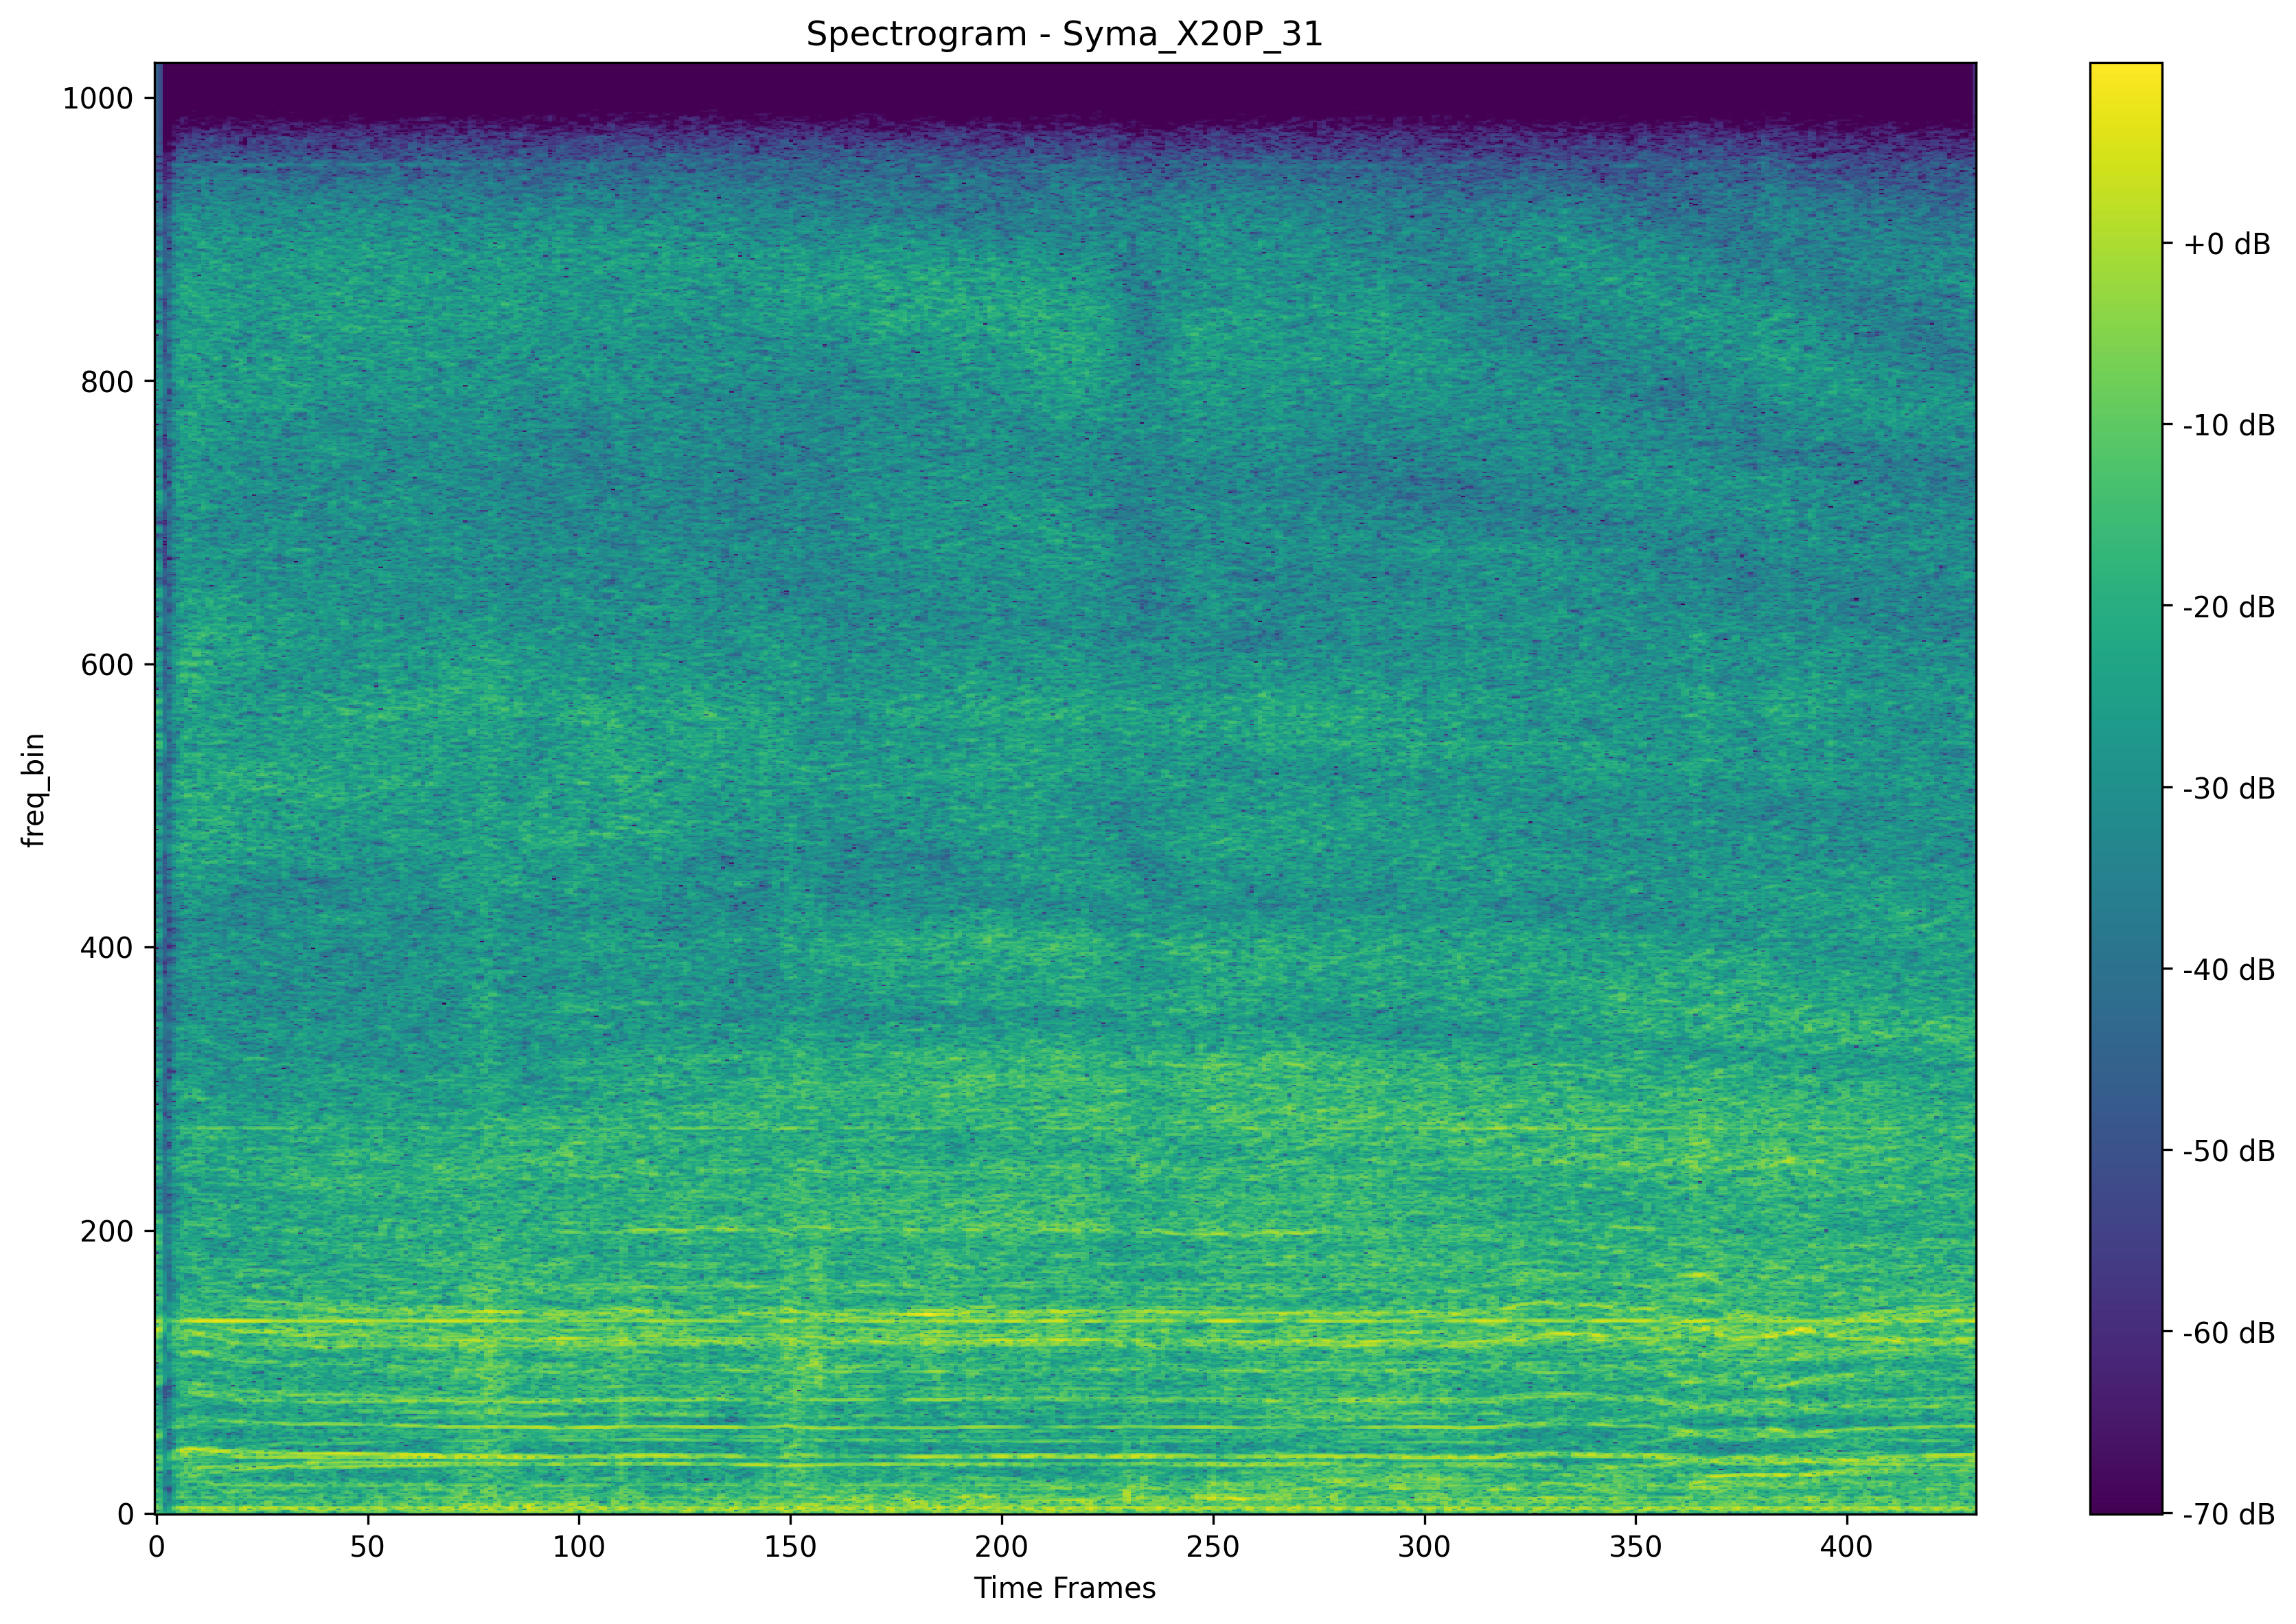 Spectrogram - Syma_X20P_31
1000
800
600
400
200
0
freq_bin
0 50 100 150 200 250 300 350 400
Time Frames
+0 dB
-10 dB
-20 dB
-30 dB
-40 dB
-50 dB
-60 dB
-70 dB